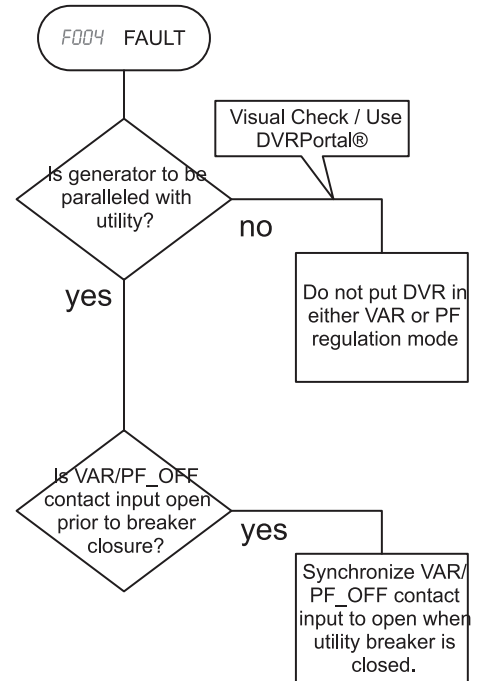 F004 FAULT
Visual Check / Use
DVRPortal®
Is generator to be
paralleled with
utility?
no
yes
Do not put DVR in
either VAR or PF
regulation mode
Is VAR/PF_OFF
contact input open
prior to breaker
closure?
yes
Synchronize VAR/
PF_OFF contact
input to open when
utility breaker is
closed.